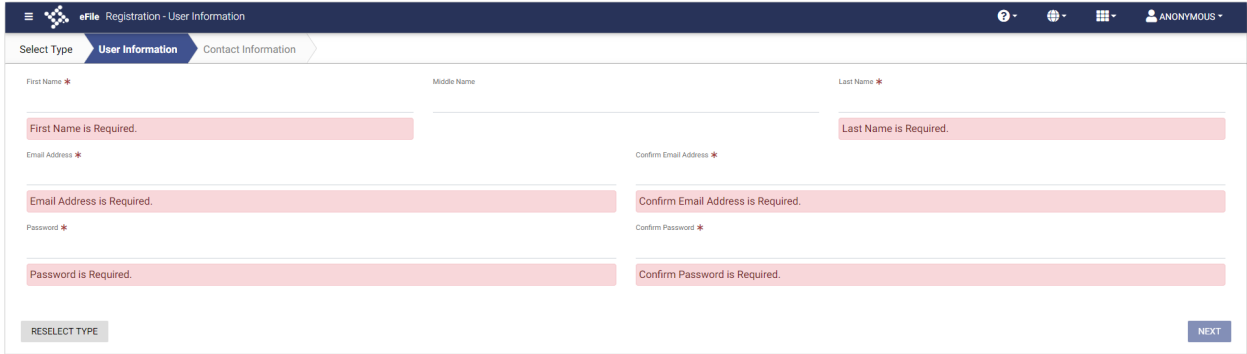 eFile Registration - User Information
ANONYMOUS
Select Type User Information Contact Information
First Name * Middle Name Last Name *
First Name is Required. Last Name is Required.
Email Address * Confirm Email Address *
Email Address is Required. Confirm Email Address is Required.
Password * Confirm Password *
Password is Required. Confirm Password is Required.
RESELECT TYPE NEXT